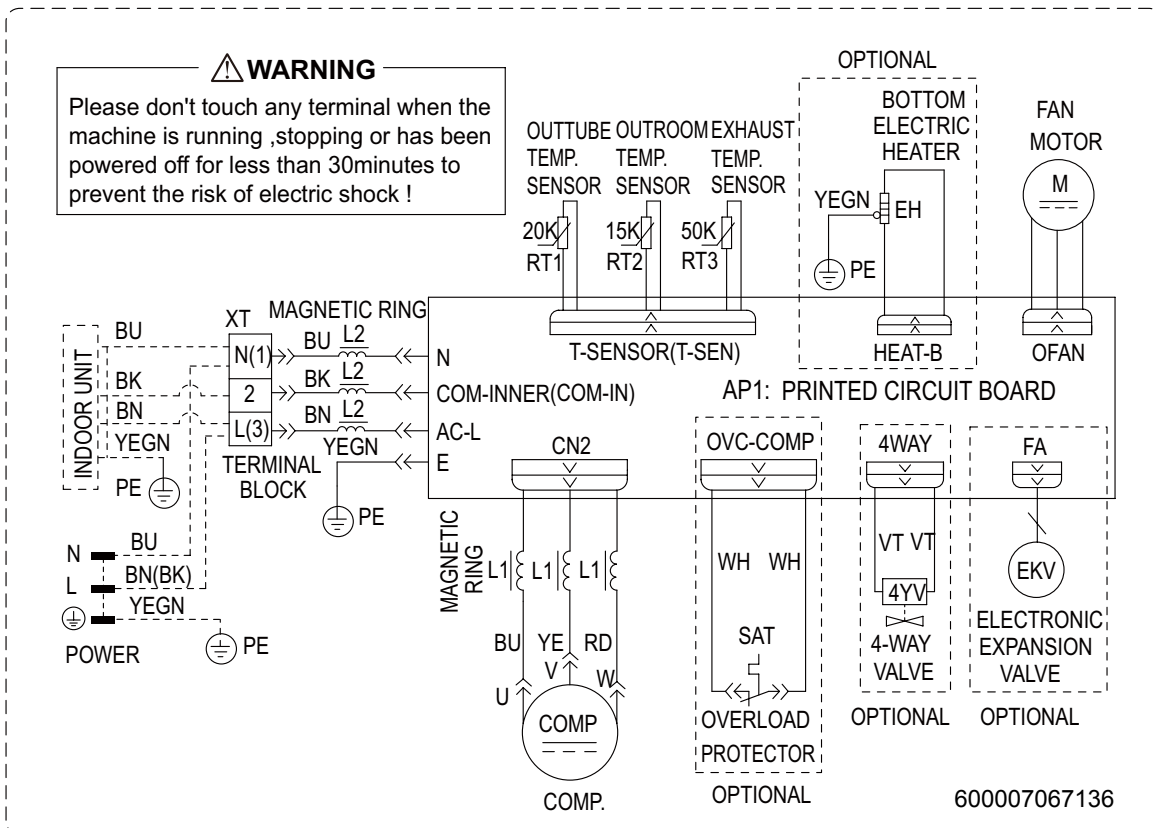 WARNING
Please don't touch any terminal when the
machine is running ,stopping or has been
powered off for less than 30minutes to
prevent the risk of electric shock !
OUTTUBE
TEMP.
SENSOR
OUTROOM
TEMP.
SENSOR
EXHAUST
TEMP.
SENSOR
20K
RT1
15K
RT2
50K
RT3
OPTIONAL
BOTTOM
ELECTRIC
HEATER
YEGN
EH
PE
FAN
MOTOR
M
T-SENSOR(T-SEN)
HEAT-B
OFAN
AP1: PRINTED CIRCUIT BOARD
INDOOR UNIT
BU
BK
BN
YEGN
PE
XT
N(1)
2
L(3)
TERMINAL
BLOCK
MAGNETIC RING
BU
L2
BK
L2
BN
L2
YEGN
PE
N
COM-INNER(COM-IN)
AC-L
E
N
L
BU
BN(BK)
YEGN
PE
POWER
CN2
MAGNETIC
RING
L1
L1
L1
BU
YE
RD
U
V
W
COMP
COMP.
OVC-COMP
WH
WH
SAT
OVERLOAD
PROTECTOR
OPTIONAL
4WAY
VT
VT
4YV
4-WAY
VALVE
OPTIONAL
FA
EKV
ELECTRONIC
EXPANSION
VALVE
OPTIONAL
600007067136